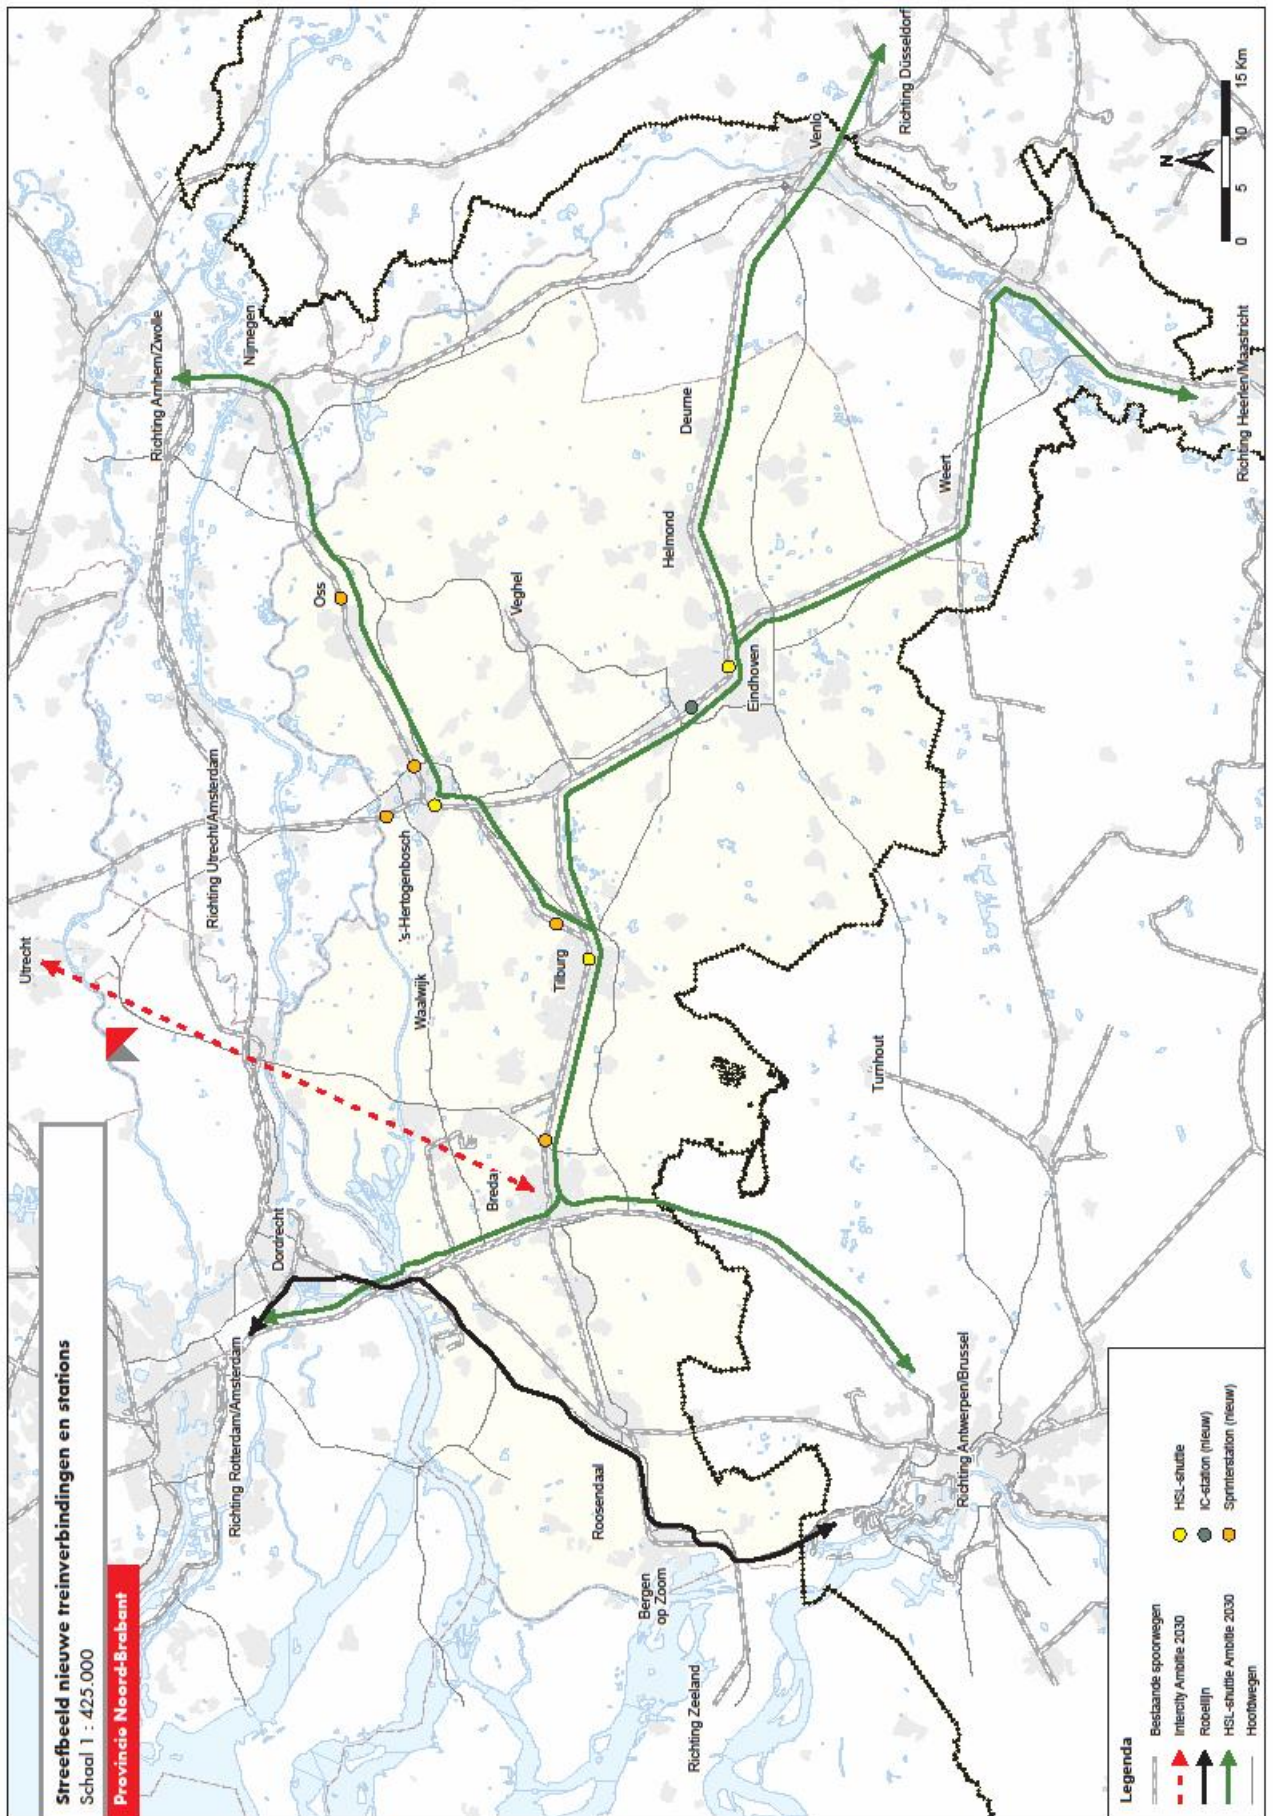 Streefbeeld nieuwe treinverbindingen en stations
Schaal 1 : 425.000
Provincie Noord-Brabant
Utrecht
Richting Arnhem/Zwolle
Richting Utrecht/Amsterdam
Nijmegen
Dordrecht
Richting Rotterdam/Amsterdam
Oss
's-Hertogenbosch
Waalwijk
Veghel
Breda
Tilburg
Roosendaal
Bergen
op Zoom
Richting Zeeland
Helmond
Deurne
Eindhoven
Venlo
Richting Düsseldorf
Weert
Turnhout
Richting Antwerpen/Brussel
Richting Heerlen/Maastricht
N
0 5 10 15 Km
Legenda
Bestaande spoorwegen
Intercity Ambitie 2030
Robellijn
HSL-shuttle Ambitie 2030
Hoofdwegen
HSL-shuttle
IC-station (nieuw)
Sprinterstation (nieuw)